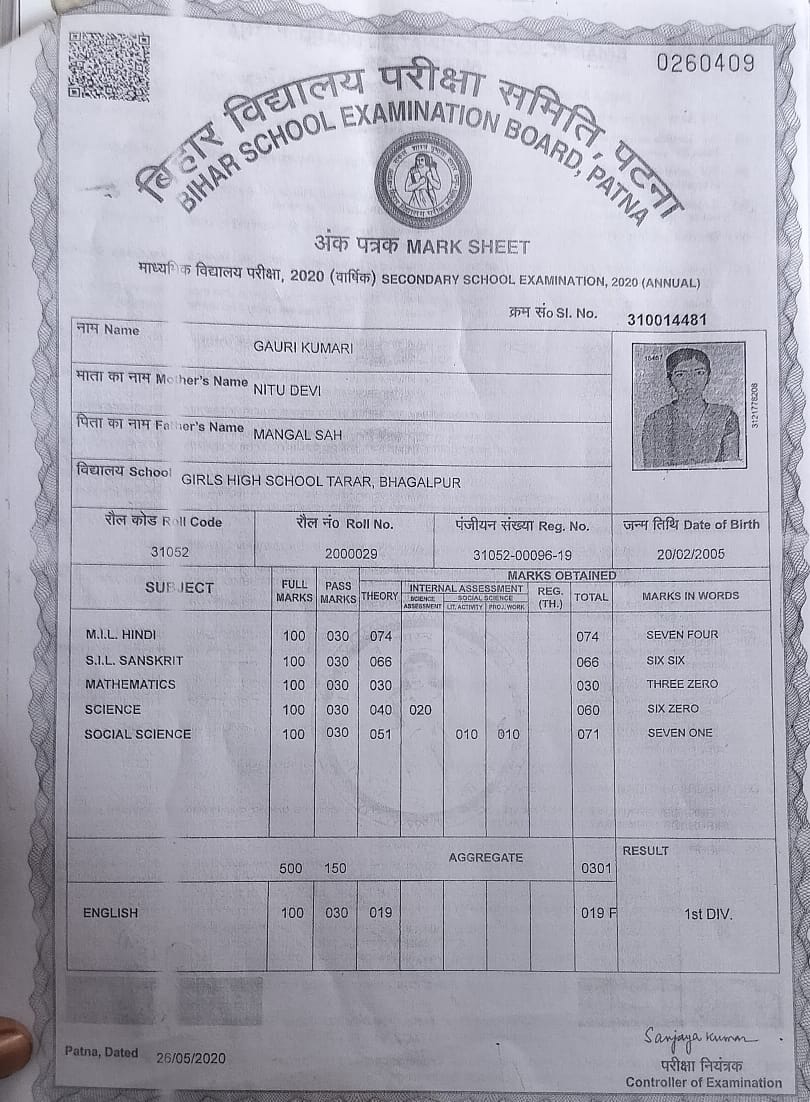 0260409
बिहार विद्यालय परीक्षा समिति, पटना
BIHAR SCHOOL EXAMINATION BOARD, PATNA
अंक पत्रक MARK SHEET
माध्यमिक विद्यालय परीक्षा, 2020 (वार्षिक) SECONDARY SCHOOL EXAMINATION, 2020 (ANNUAL)
क्रम सं० Sl. No. 310014481
नाम Name GAURI KUMARI
माता का नाम Mother's Name NITU DEVI
पिता का नाम Father's Name MANGAL SAH
विद्यालय School GIRLS HIGH SCHOOL TARAR, BHAGALPUR
3121778208
रौल कोड Roll Code रौल नं० Roll No. पंजीयन संख्या Reg. No. जन्म तिथि Date of Birth
31052 2000029 31052-00096-19 20/02/2005
MARKS OBTAINED
SUBJECT FULL MARKS PASS MARKS THEORY INTERNAL ASSESSMENT REG. (TH.) TOTAL MARKS IN WORDS
SCIENCE ASSESSMENT SOCIAL SCIENCE LIT. ACTIVITY PROJ. WORK
M.I.L. HINDI 100 030 074 074 SEVEN FOUR
S.I.L. SANSKRIT 100 030 066 066 SIX SIX
MATHEMATICS 100 030 030 030 THREE ZERO
SCIENCE 100 030 040 020 060 SIX ZERO
SOCIAL SCIENCE 100 030 051 010 010 071 SEVEN ONE
500 150 AGGREGATE 0301 RESULT
ENGLISH 100 030 019 019 F 1st DIV.
Patna, Dated 26/05/2020
Sanjaya Kumar
परीक्षा नियंत्रक
Controller of Examination